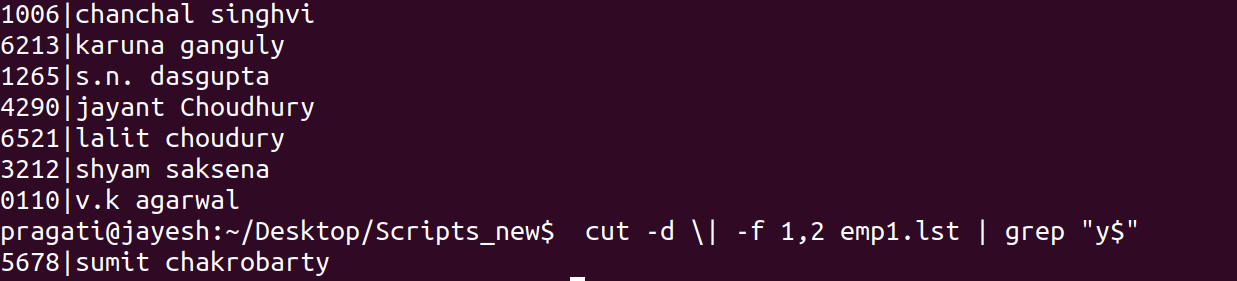 1006|chanchal singhvi
6213|karuna ganguly
1265|s.n. dasgupta
4290|jayant Choudhury
6521|lalit choudury
3212|shyam saksena
0110|v.k agarwal
pragati@jayesh:~/Desktop/Scripts_new$  cut -d \| -f 1,2 emp1.lst | grep "y$"
5678|sumit chakrobarty